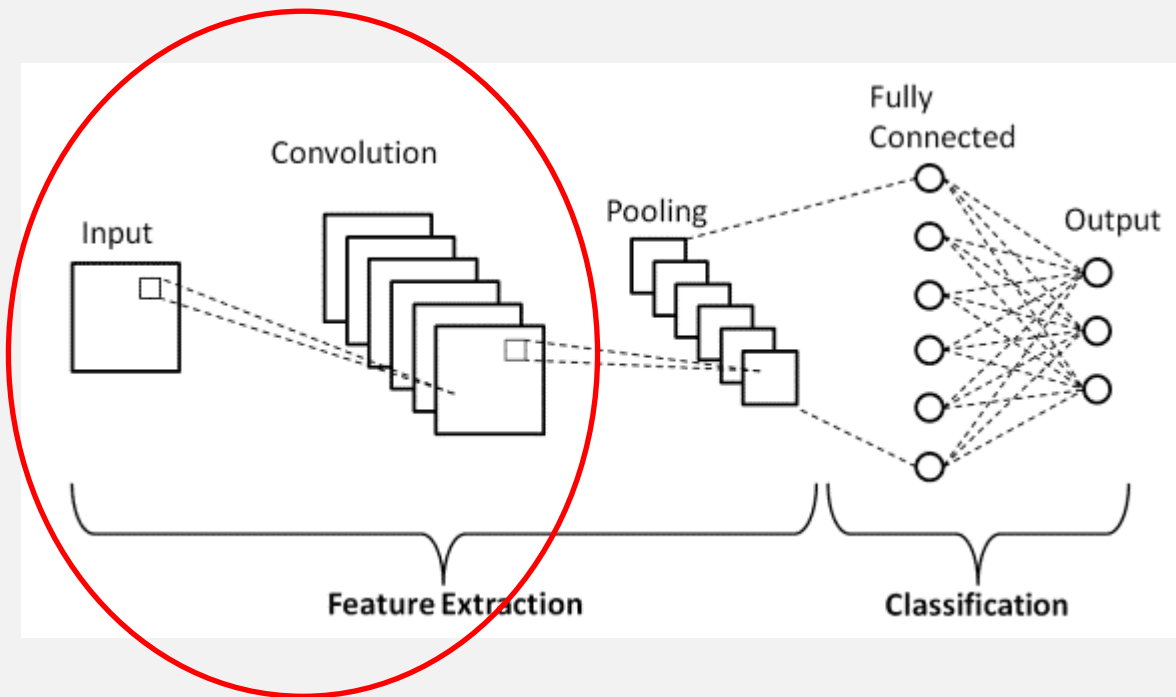 Input
Convolution
Pooling
Fully
Connected
Output
Feature Extraction
Classification